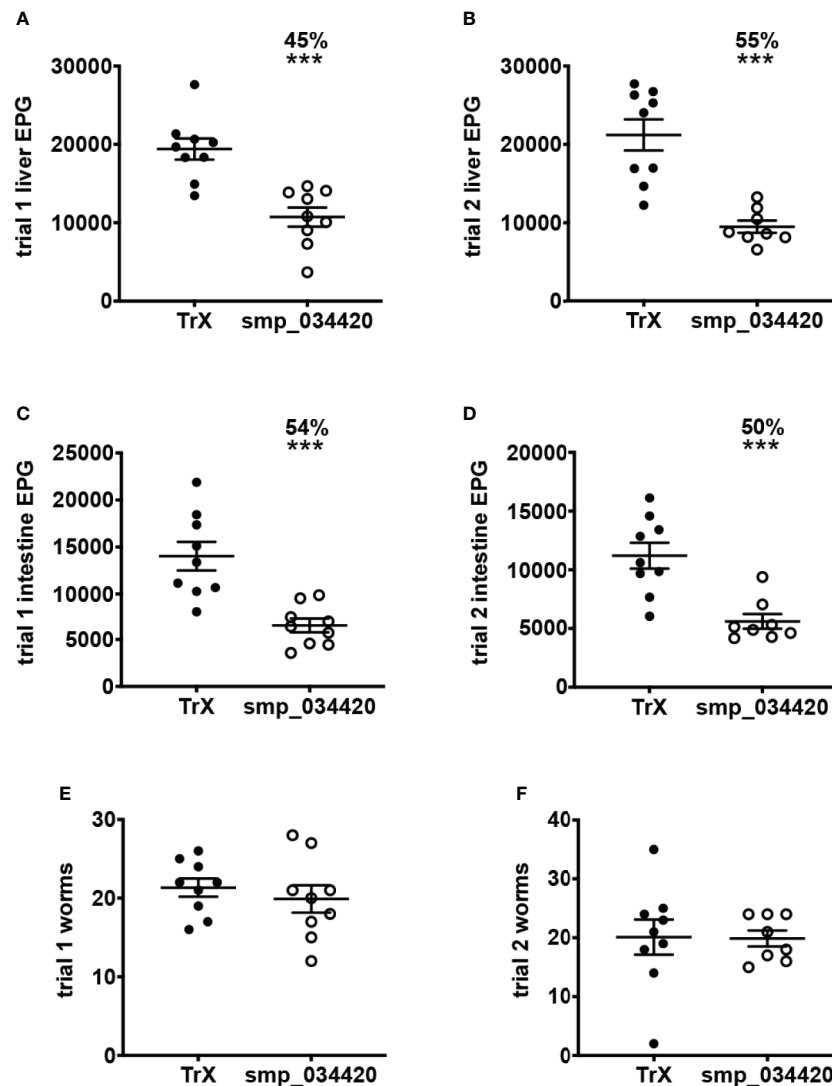 A
45%
***
trial 1 liver EPG
30000
20000
10000
0
TrX
smp_034420
B
55%
***
trial 2 liver EPG
30000
20000
10000
0
TrX
smp_034420
C
54%
***
trial 1 intestine EPG
25000
20000
15000
10000
5000
0
TrX
smp_034420
D
50%
***
trial 2 intestine EPG
20000
15000
10000
5000
0
TrX
smp_034420
E
trial 1 worms
30
20
10
0
TrX
smp_034420
F
trial 2 worms
40
30
20
10
0
TrX
smp_034420